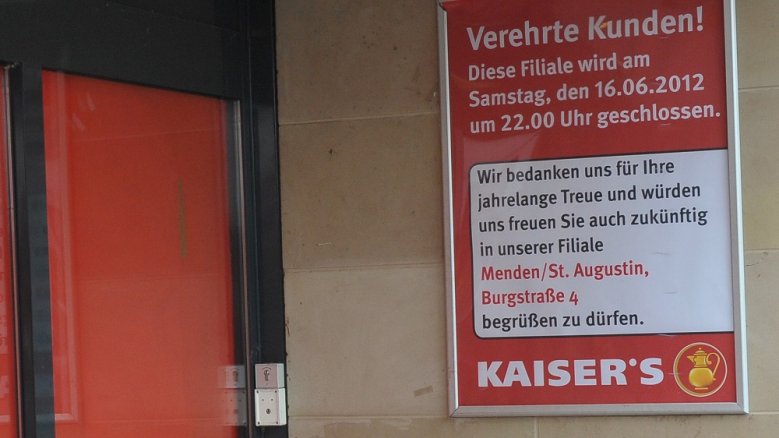 Verehrte Kunden!
Diese Filiale wird am
Samstag, den 16.06.2012
um 22.00 Uhr geschlossen.
Wir bedanken uns für Ihre
jahrelange Treue und würden
uns freuen Sie auch zukünftig
in unserer Filiale
Menden/St. Augustin,
Burgstraße 4
begrüßen zu dürfen.
KAISER'S